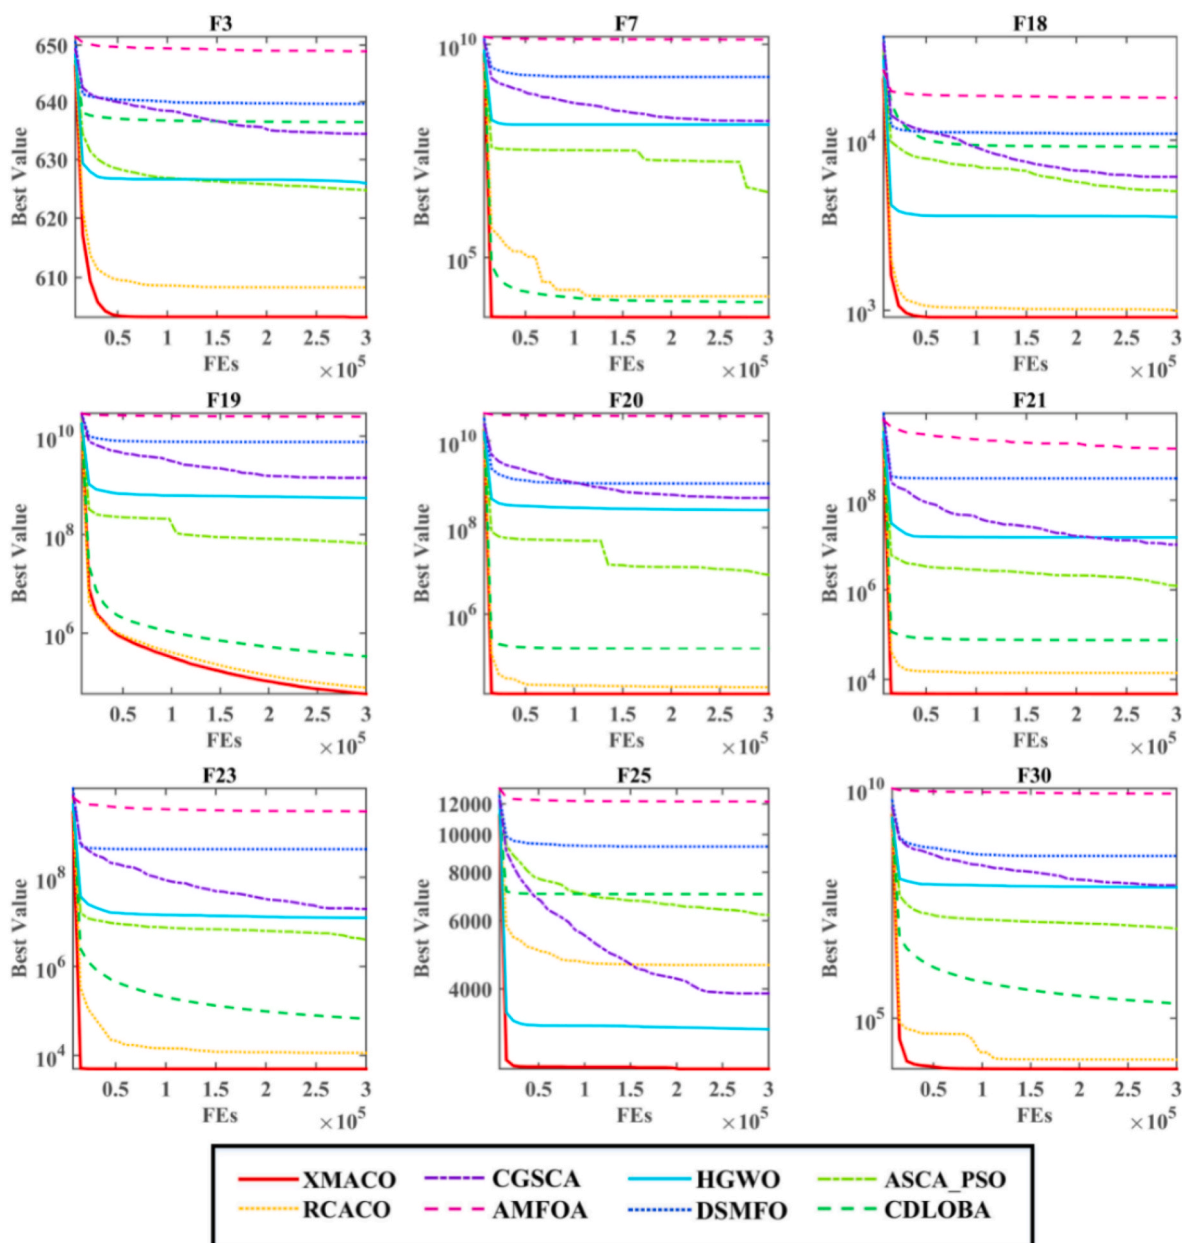 F3
650
640
630
620
610
Best Value
0.5 1 1.5 2 2.5 3
FEs
×10^5
F7
10^10
10^5
Best Value
0.5 1 1.5 2 2.5 3
FEs
×10^5
F18
10^4
10^3
Best Value
0.5 1 1.5 2 2.5 3
FEs
×10^5
F19
10^10
10^8
10^6
Best Value
0.5 1 1.5 2 2.5 3
FEs
×10^5
F20
10^10
10^8
10^6
Best Value
0.5 1 1.5 2 2.5 3
FEs
×10^5
F21
10^8
10^6
10^4
Best Value
0.5 1 1.5 2 2.5 3
FEs
×10^5
F23
10^8
10^6
10^4
Best Value
0.5 1 1.5 2 2.5 3
FEs
×10^5
F25
12000
10000
8000
6000
4000
Best Value
0.5 1 1.5 2 2.5 3
FEs
×10^5
F30
10^10
10^5
Best Value
0.5 1 1.5 2 2.5 3
FEs
×10^5
XMACO CGSCA HGWO ASCA_PSO
RCACO AMFOA DSMFO CDLOBA